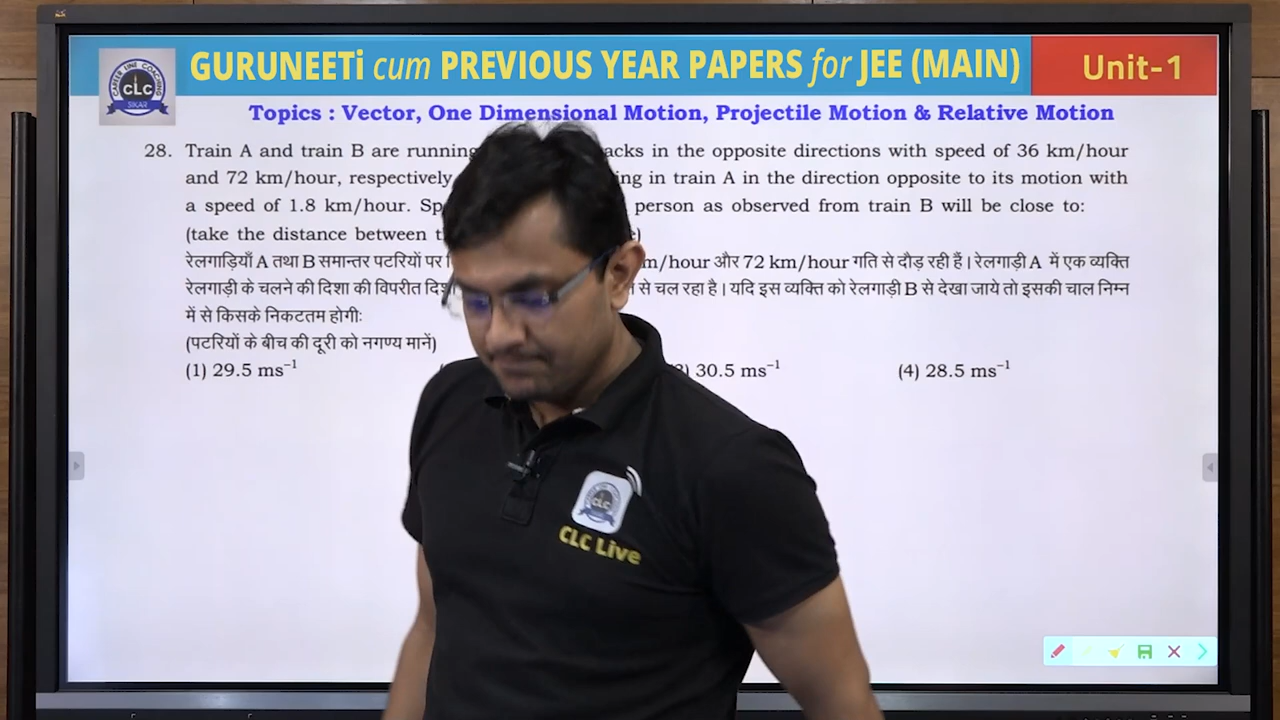 GURUNEETi cum PREVIOUS YEAR PAPERS for JEE (MAIN)
Unit-1
CAREER LINE COACHING
CLC
SIKAR
Topics : Vector, One Dimensional Motion, Projectile Motion & Relative Motion
28. Train A and train B are running acks in the opposite directions with speed of 36 km/hour
and 72 km/hour, respectively ing in train A in the direction opposite to its motion with
a speed of 1.8 km/hour. Sp person as observed from train B will be close to:
(take the distance between t
रेलगाड़ियाँ A तथा B समान्तर पटरियों पर m/hour और 72 km/hour गति से दौड़ रही हैं। रेलगाड़ी A में एक व्यक्ति
रेलगाड़ी के चलने की दिशा की विपरीत दिश से चल रहा है। यदि इस व्यक्ति को रेलगाड़ी B से देखा जाये तो इसकी चाल निम्न
में से किसके निकटतम होगीः
(पटरियों के बीच की दूरी को नगण्य मानें)
(1) 29.5 ms⁻¹ 30.5 ms⁻¹ (4) 28.5 ms⁻¹
CLC
CLC Live